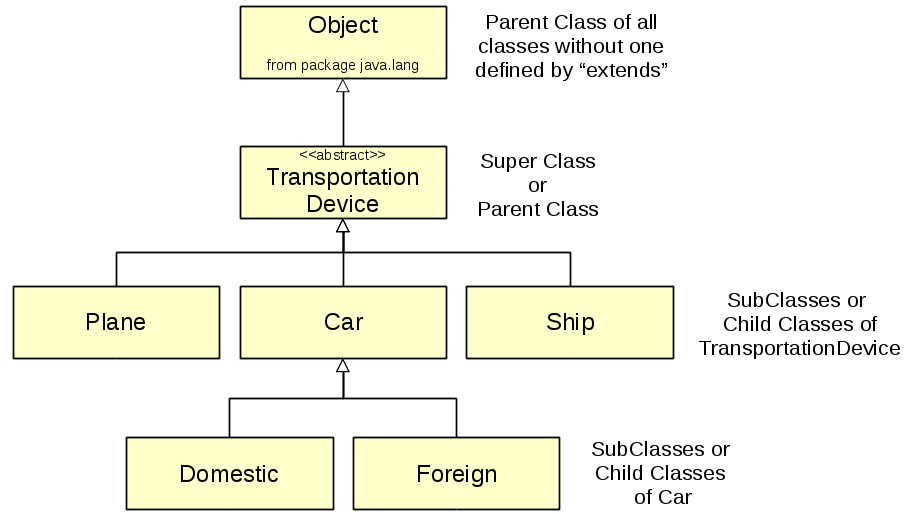 Object
from package java.lang
Parent Class of all
classes without one
defined by “extends”
<<abstract>>
Transportation
Device
Super Class
or
Parent Class
Plane
Car
Ship
SubClasses or
Child Classes of
TransportationDevice
Domestic
Foreign
SubClasses or
Child Classes
of Car